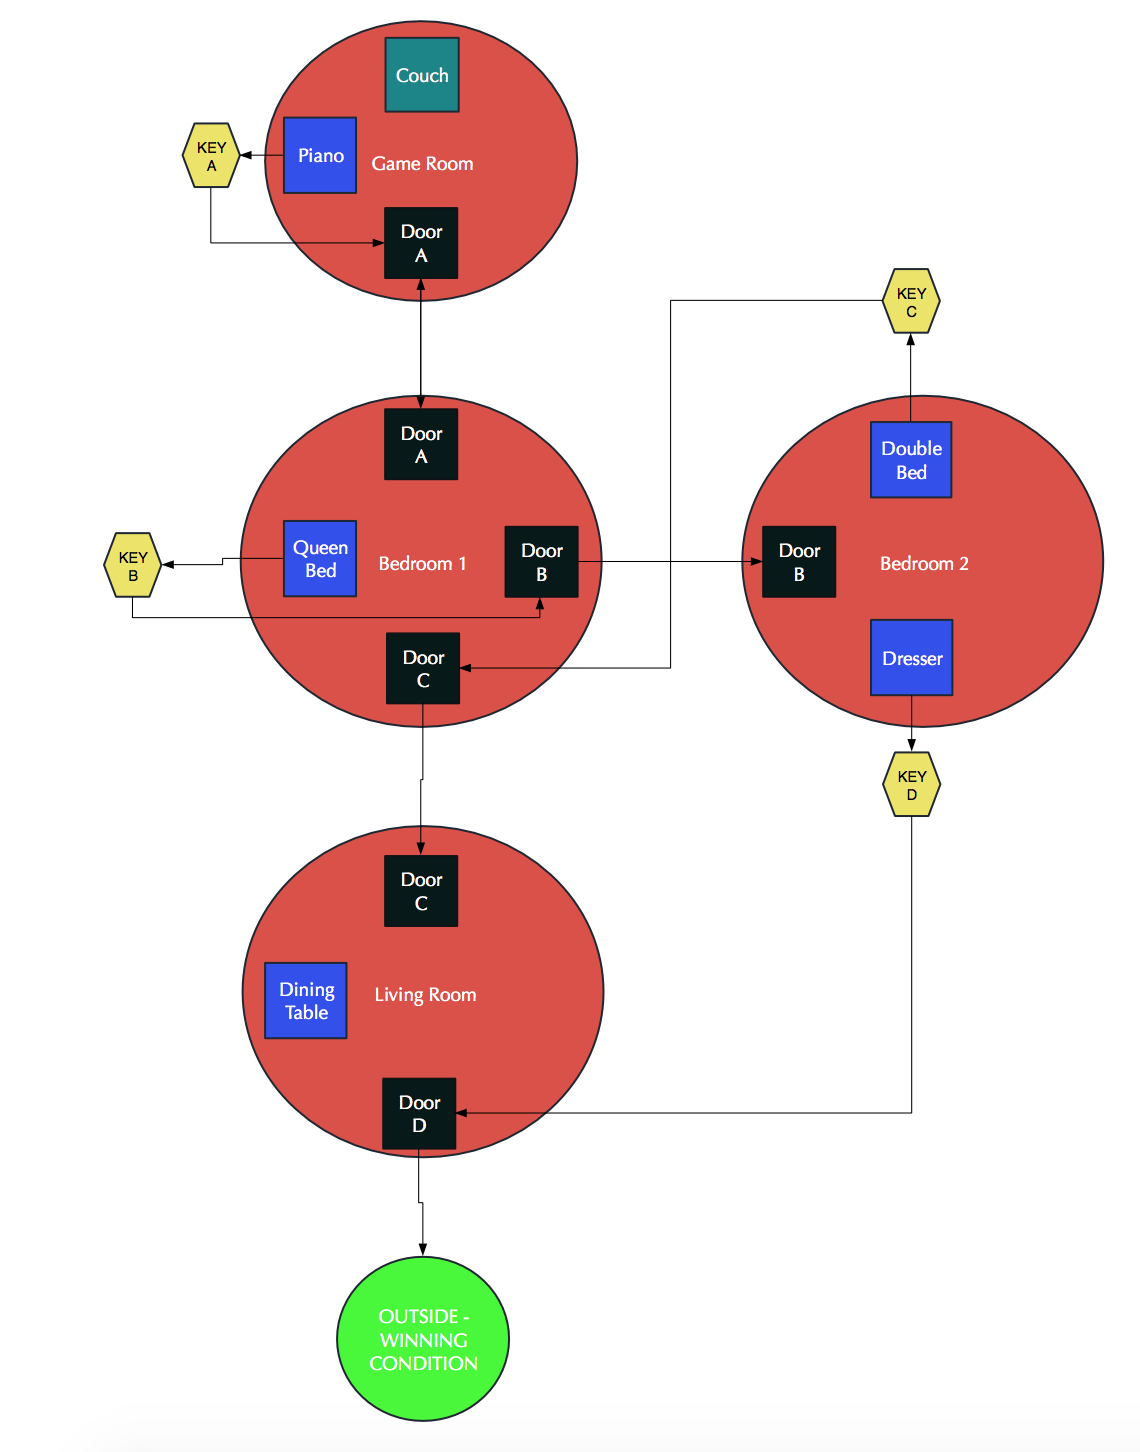 Couch
KEY
A
Piano
Game Room
Door
A
KEY
C
Door
A
Double
Bed
KEY
B
Queen
Bed
Bedroom 1
Door
B
Door
B
Bedroom 2
Door
C
Dresser
KEY
D
Door
C
Dining
Table
Living Room
Door
D
OUTSIDE -
WINNING
CONDITION